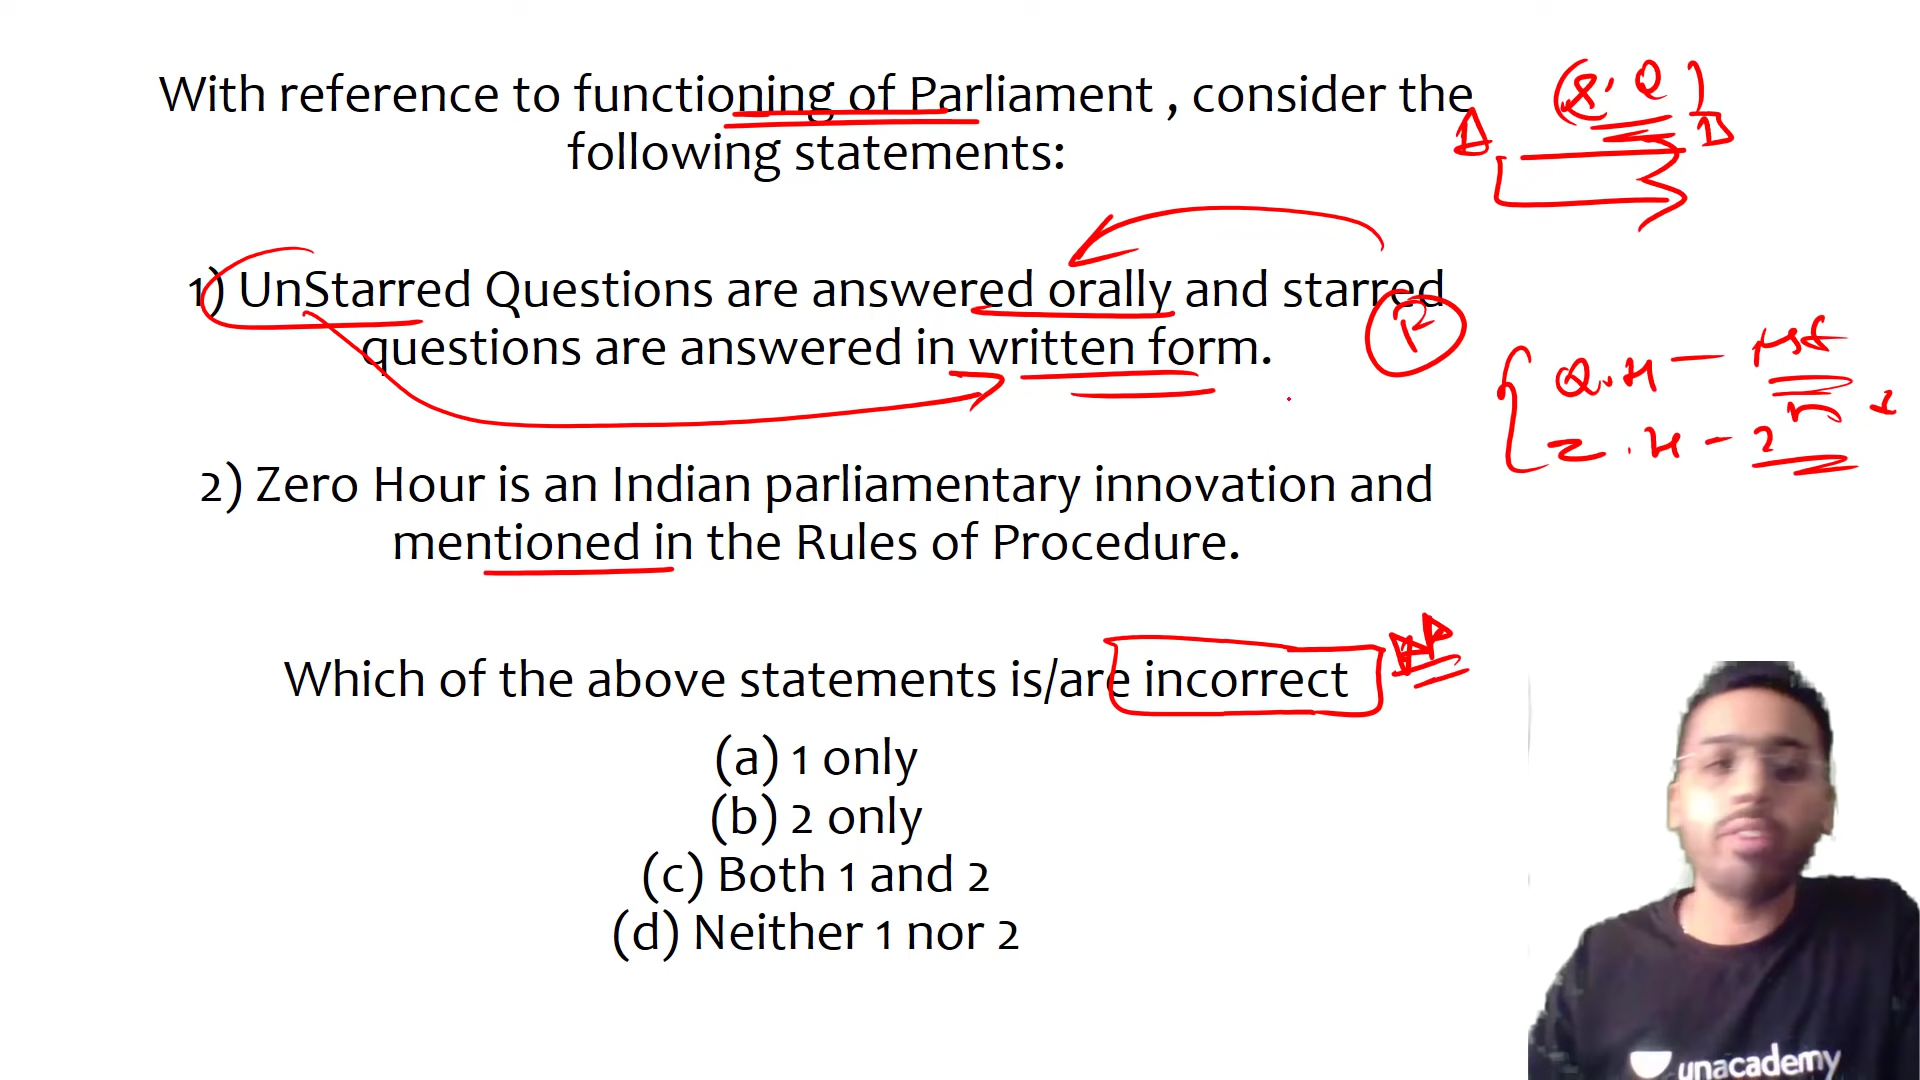 With reference to functioning of Parliament , consider the
following statements:
1) UnStarred Questions are answered orally and starred
questions are answered in written form.
2) Zero Hour is an Indian parliamentary innovation and
mentioned in the Rules of Procedure.
Which of the above statements is/are incorrect
(a) 1 only
(b) 2 only
(c) Both 1 and 2
(d) Neither 1 nor 2
Q.H -
Z.H - 2
unacademy